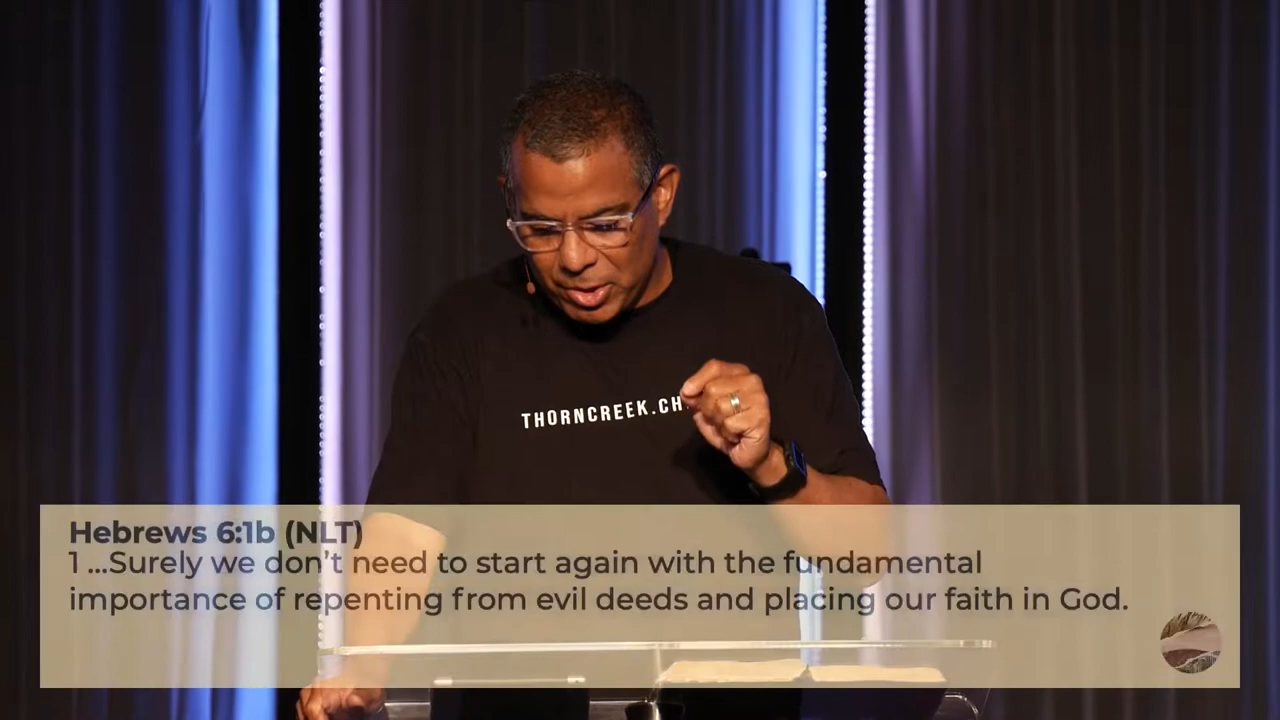 THORNCREEK.CH
Hebrews 6:1b (NLT)
1 ...Surely we don't need to start again with the fundamental
importance of repenting from evil deeds and placing our faith in God.